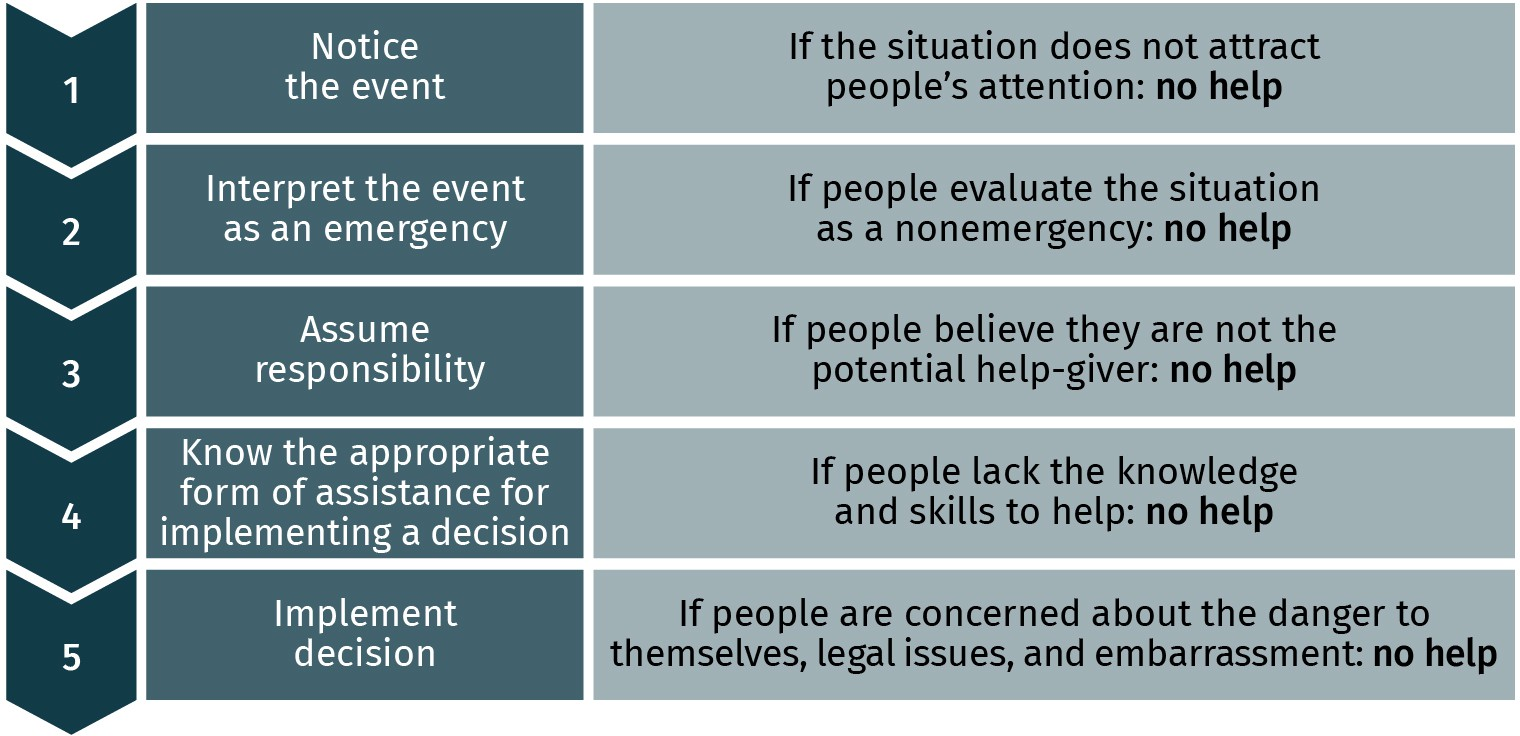 1
Notice
the event
If the situation does not attract
people’s attention: no help
2
Interpret the event
as an emergency
If people evaluate the situation
as a nonemergency: no help
3
Assume
responsibility
If people believe they are not the
potential help-giver: no help
4
Know the appropriate
form of assistance for
implementing a decision
If people lack the knowledge
and skills to help: no help
5
Implement
decision
If people are concerned about the danger to
themselves, legal issues, and embarrassment: no help